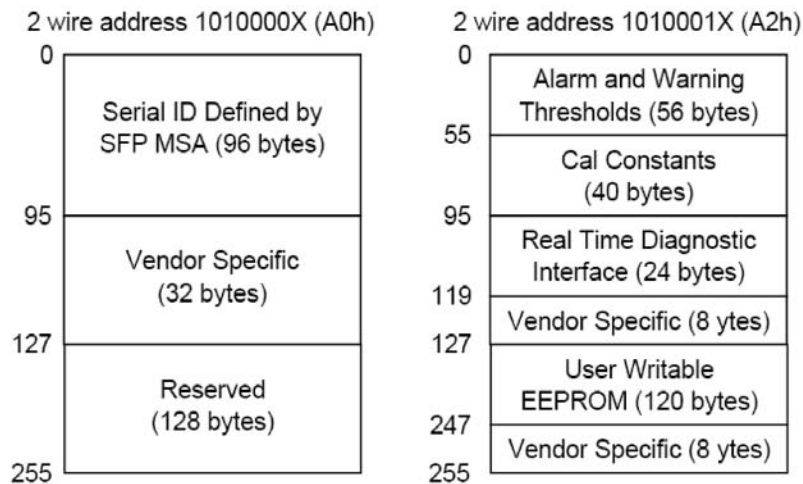 2 wire address 1010000X (A0h)
0
Serial ID Defined by
SFP MSA (96 bytes)
95
Vendor Specific
(32 bytes)
127
Reserved
(128 bytes)
255
2 wire address 1010001X (A2h)
0
Alarm and Warning
Thresholds (56 bytes)
55
Cal Constants
(40 bytes)
95
Real Time Diagnostic
Interface (24 bytes)
119
Vendor Specific (8 ytes)
127
User Writable
EEPROM (120 bytes)
247
Vendor Specific (8 ytes)
255